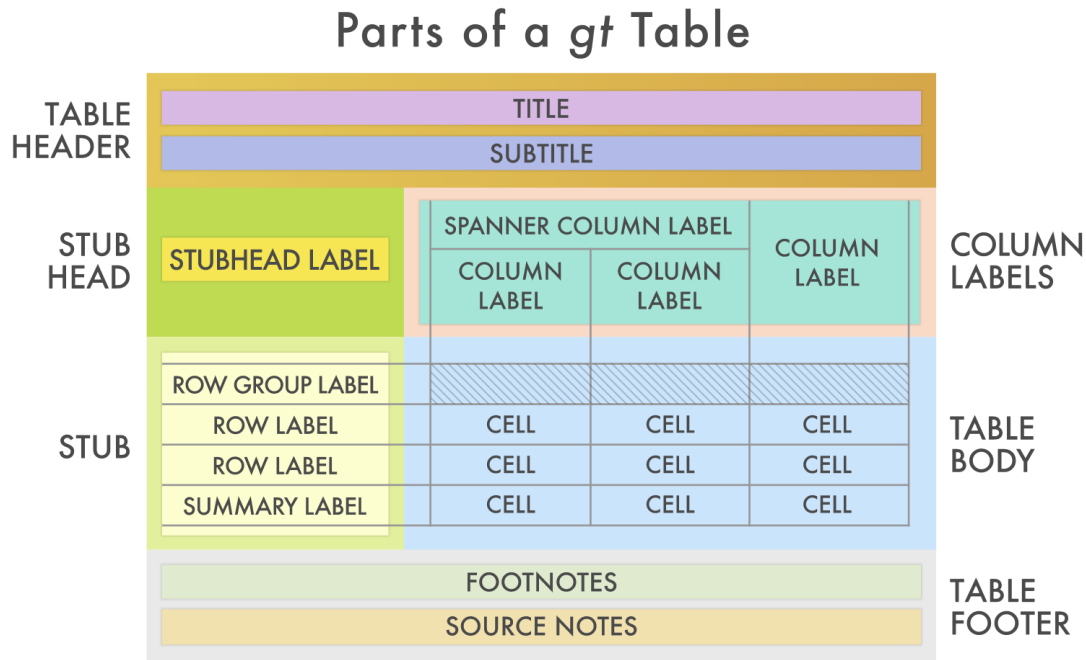 Parts of a gt Table
TABLE
HEADER
TITLE
SUBTITLE
STUB
HEAD
STUBHEAD LABEL
SPANNER COLUMN LABEL
COLUMN
LABEL
COLUMN
LABEL
COLUMN
LABEL
COLUMN
LABELS
STUB
ROW GROUP LABEL
ROW LABEL CELL CELL CELL
ROW LABEL CELL CELL CELL
SUMMARY LABEL CELL CELL CELL
TABLE
BODY
FOOTNOTES
SOURCE NOTES
TABLE
FOOTER